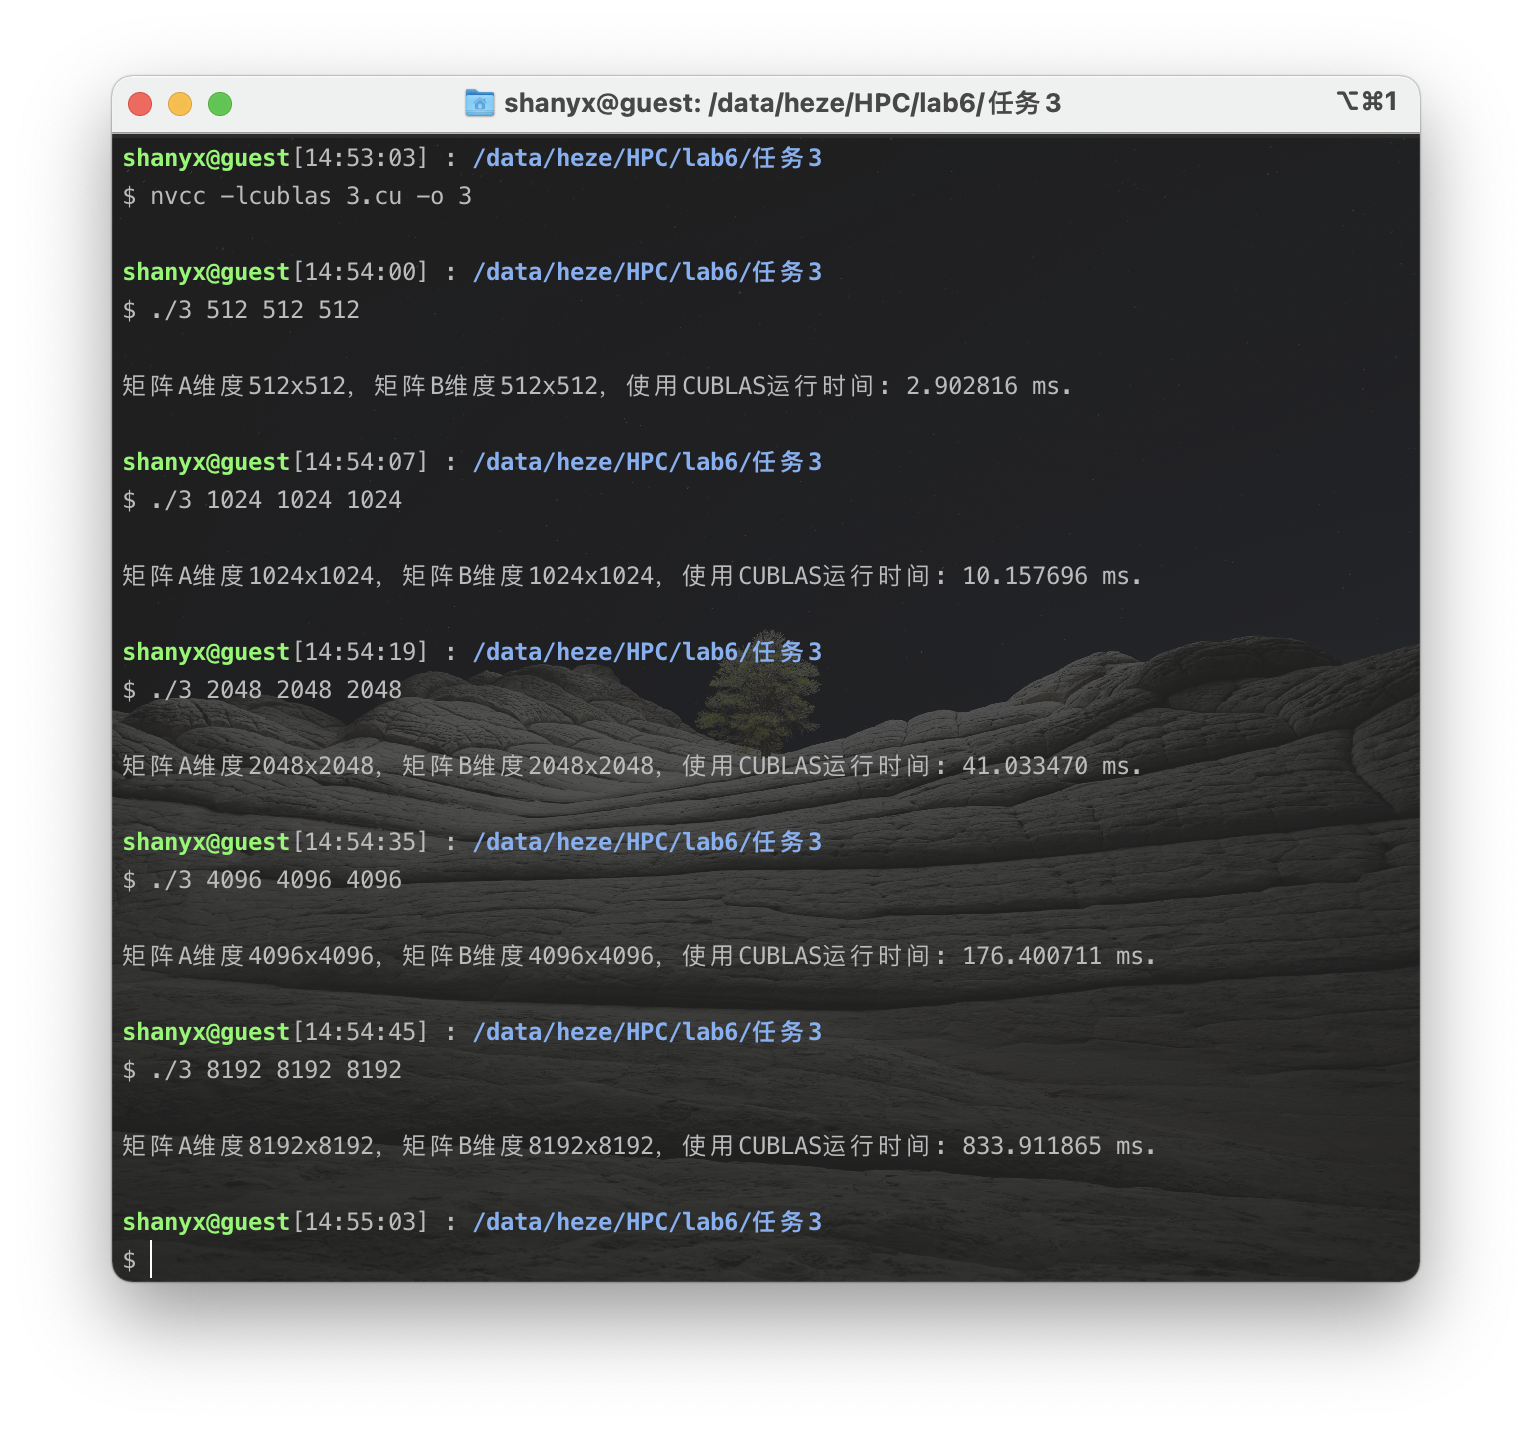 shanyx@guest: /data/heze/HPC/lab6/任务3
⌥⌘1
shanyx@guest[14:53:03] : /data/heze/HPC/lab6/任务3
$ nvcc -lcublas 3.cu -o 3
shanyx@guest[14:54:00] : /data/heze/HPC/lab6/任务3
$ ./3 512 512 512
矩阵A维度512x512, 矩阵B维度512x512, 使用CUBLAS运行时间: 2.902816 ms.
shanyx@guest[14:54:07] : /data/heze/HPC/lab6/任务3
$ ./3 1024 1024 1024
矩阵A维度1024x1024, 矩阵B维度1024x1024, 使用CUBLAS运行时间: 10.157696 ms.
shanyx@guest[14:54:19] : /data/heze/HPC/lab6/任务3
$ ./3 2048 2048 2048
矩阵A维度2048x2048, 矩阵B维度2048x2048, 使用CUBLAS运行时间: 41.033470 ms.
shanyx@guest[14:54:35] : /data/heze/HPC/lab6/任务3
$ ./3 4096 4096 4096
矩阵A维度4096x4096, 矩阵B维度4096x4096, 使用CUBLAS运行时间: 176.400711 ms.
shanyx@guest[14:54:45] : /data/heze/HPC/lab6/任务3
$ ./3 8192 8192 8192
矩阵A维度8192x8192, 矩阵B维度8192x8192, 使用CUBLAS运行时间: 833.911865 ms.
shanyx@guest[14:55:03] : /data/heze/HPC/lab6/任务3
$